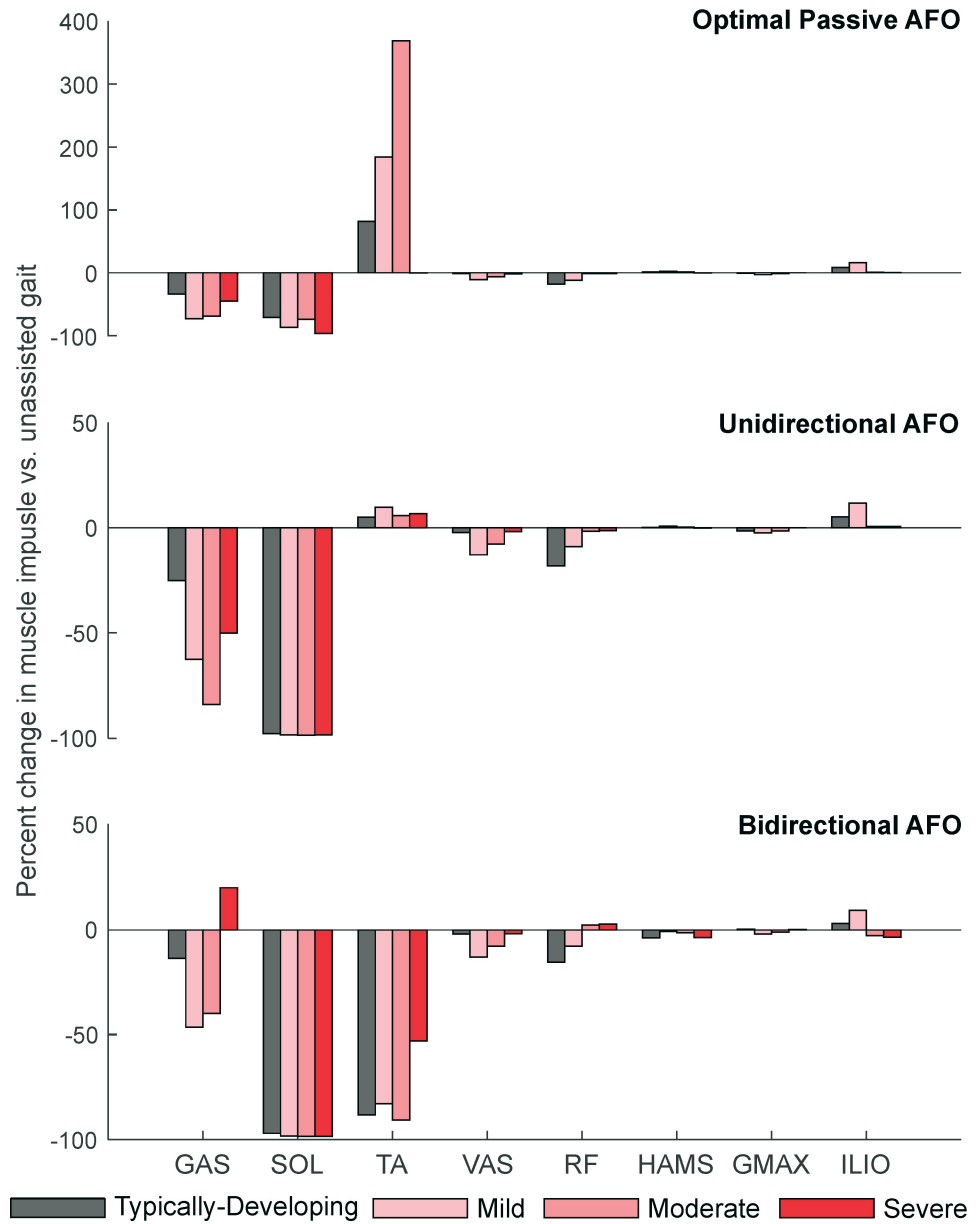 Optimal Passive AFO
400
300
200
100
0
-100
Percent change in muscle impusle vs. unassisted gait
Unidirectional AFO
50
0
-50
-100
Bidirectional AFO
50
0
-50
-100
GAS SOL TA VAS RF HAMS GMAX ILIO
Typically-Developing Mild Moderate Severe